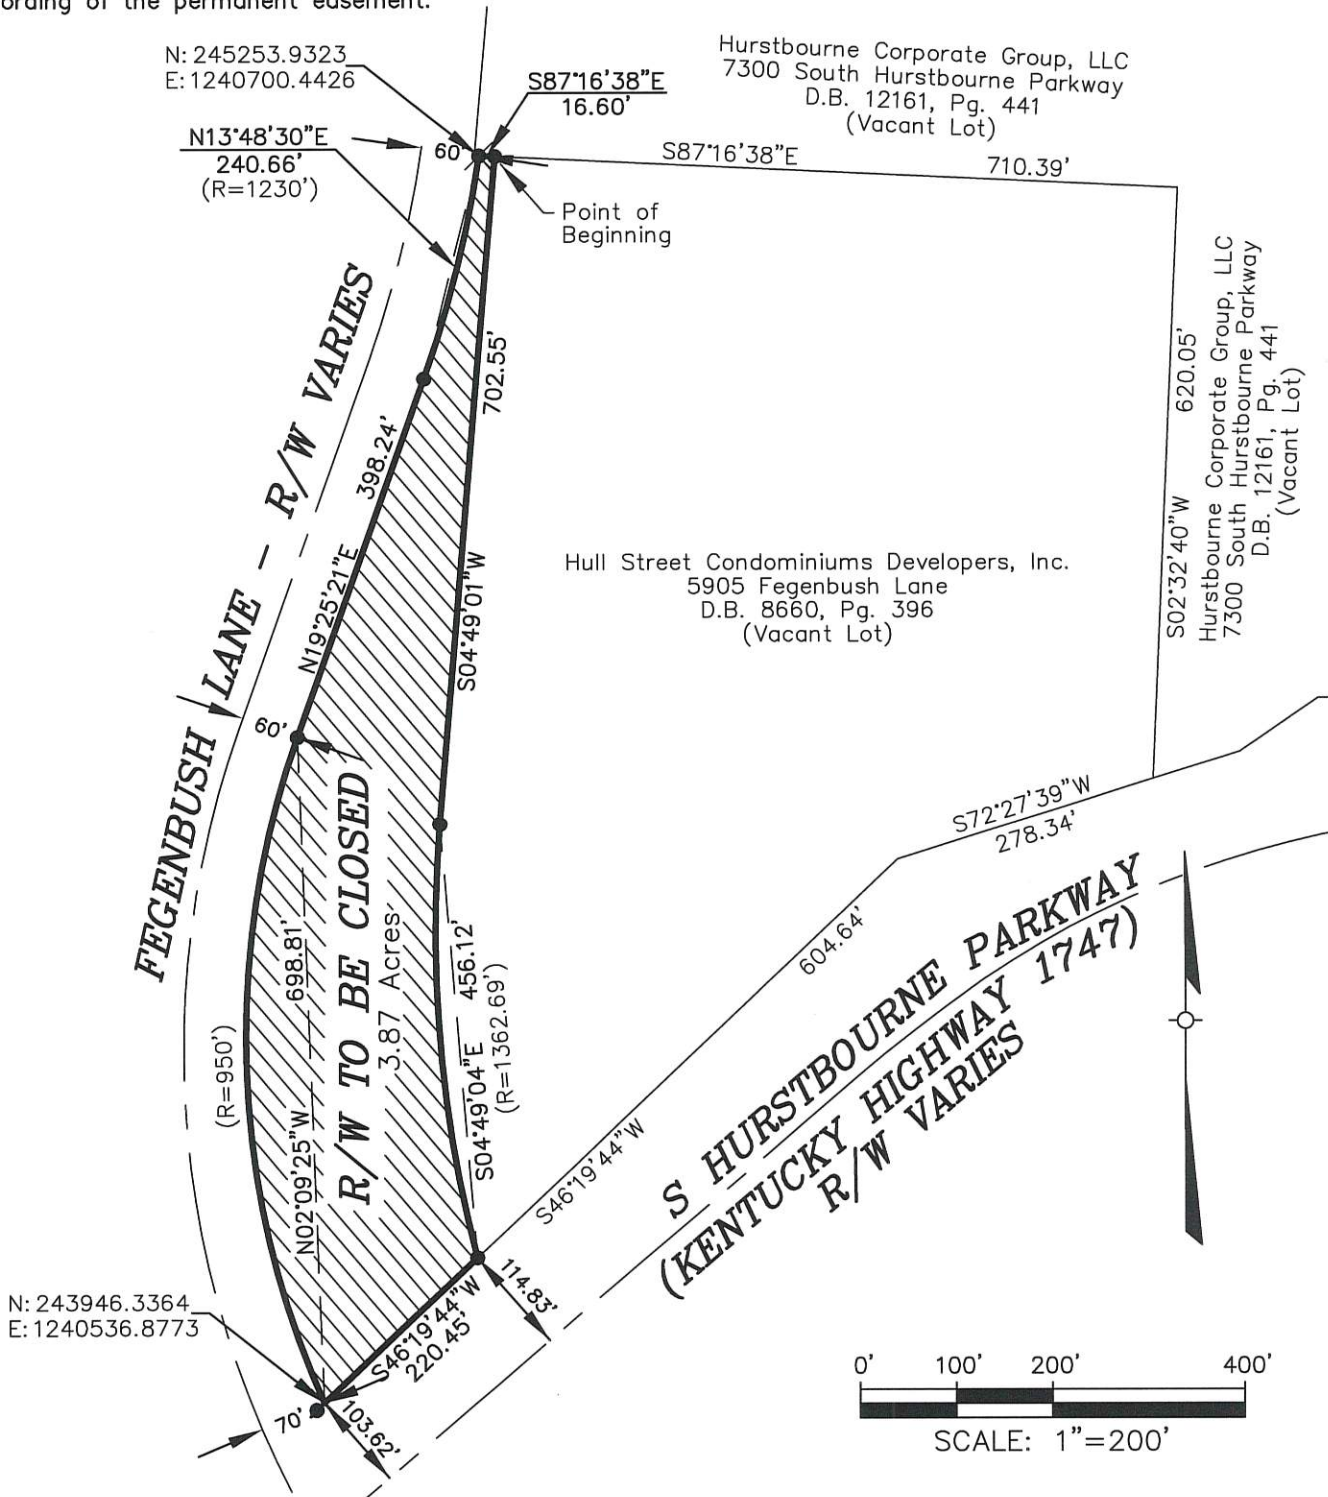 ording of the permanent easement.
N: 245253.9323
E: 1240700.4426
S87°16'38"E
16.60'
Hurstbourne Corporate Group, LLC
7300 South Hurstbourne Parkway
D.B. 12161, Pg. 441
(Vacant Lot)
N13°48'30"E
240.66'
(R=1230')
60'
S87°16'38"E
710.39'
Point of
Beginning
FEGENBUSH LANE - R/W VARIES
398.24'
N19°25'21"E
702.55'
S04°49'01"W
620.05'
S02°32'40"W
Hurstbourne Corporate Group, LLC
7300 South Hurstbourne Parkway
D.B. 12161, Pg. 441
(Vacant Lot)
Hull Street Condominiums Developers, Inc.
5905 Fegenbush Lane
D.B. 8660, Pg. 396
(Vacant Lot)
60'
R/W TO BE CLOSED
3.87 Acres
698.81'
N02°09'25"W
(R=950')
456.12'
S04°49'04"E
(R=1362.69')
S72°27'39"W
278.34'
604.64'
S46°19'44"W
S HURSTBOURNE PARKWAY
(KENTUCKY HIGHWAY 1747)
R/W VARIES
114.83'
N: 243946.3364
E: 1240536.8773
S46°19'44"W
220.45'
70'
103.62'
0' 100' 200' 400'
SCALE: 1"=200'